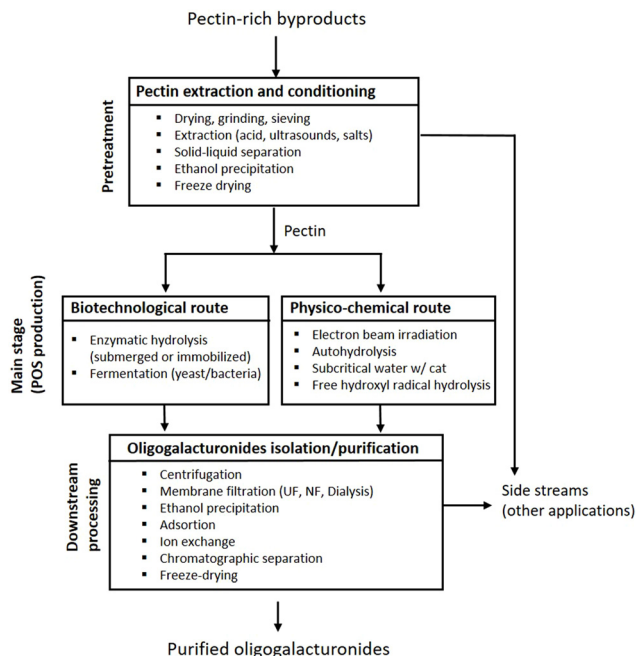 Pectin-rich byproducts
Pretreatment
Pectin extraction and conditioning
▪ Drying, grinding, sieving
▪ Extraction (acid, ultrasounds, salts)
▪ Solid-liquid separation
▪ Ethanol precipitation
▪ Freeze drying
Pectin
Main stage
(POS production)
Biotechnological route
▪ Enzymatic hydrolysis
(submerged or immobilized)
▪ Fermentation (yeast/bacteria)
Physico-chemical route
▪ Electron beam irradiation
▪ Autohydrolysis
▪ Subcritical water w/ cat
▪ Free hydroxyl radical hydrolysis
Downstream
processing
Oligogalacturonides isolation/purification
▪ Centrifugation
▪ Membrane filtration (UF, NF, Dialysis)
▪ Ethanol precipitation
▪ Adsortion
▪ Ion exchange
▪ Chromatographic separation
▪ Freeze-drying
Side streams
(other applications)
Purified oligogalacturonides